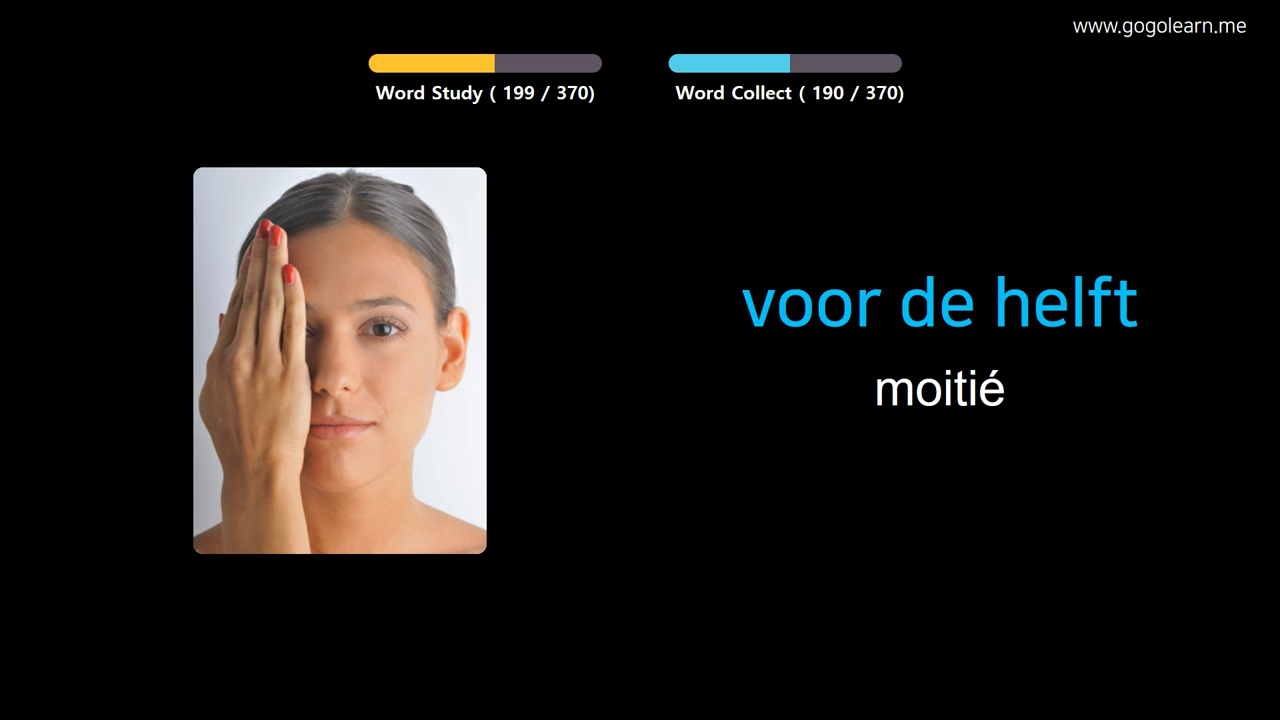 www.gogolearn.me
Word Study ( 199 / 370)
Word Collect ( 190 / 370)
voor de helft
moitié